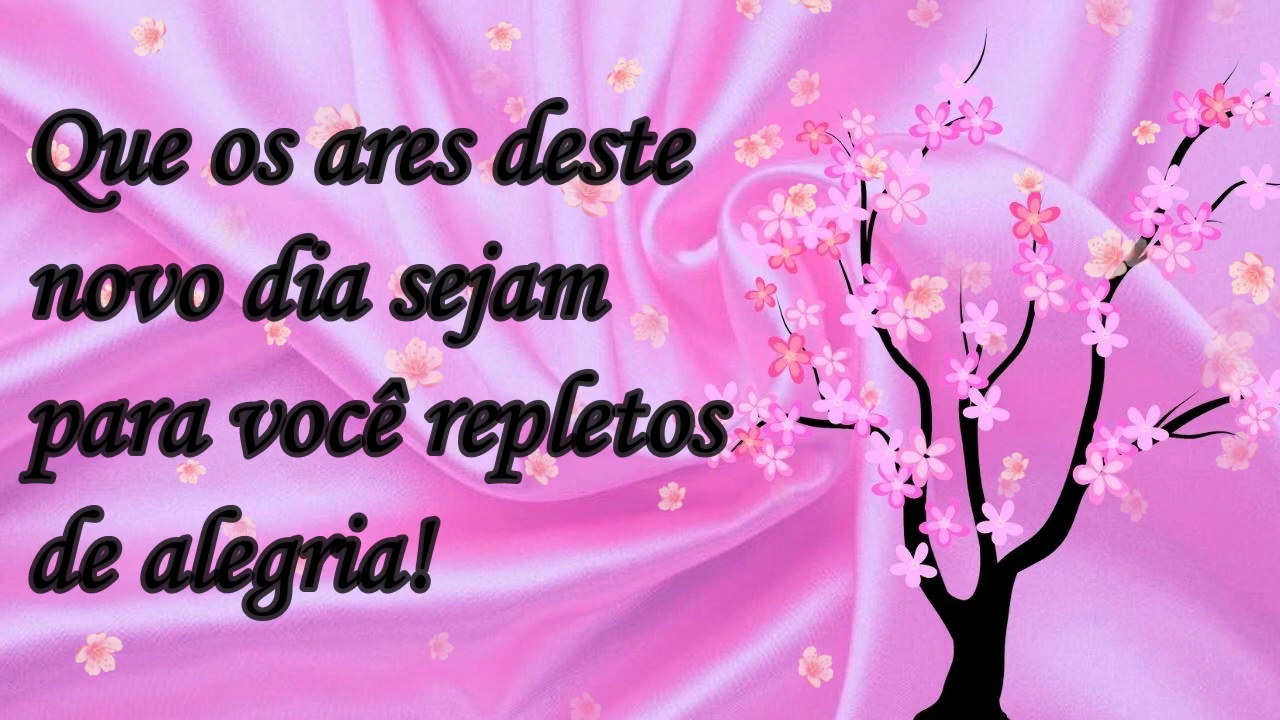 Que os ares deste
novo dia sejam
para você repletos
de alegria!